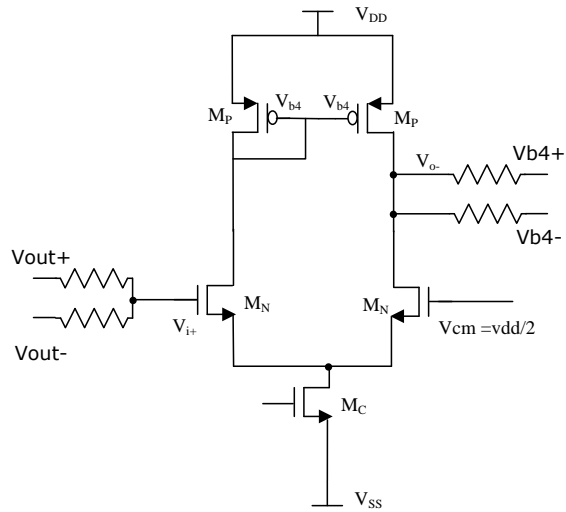 VDD
Vb4
Vb4
MP
MP
Vo-
Vb4+
Vb4-
Vout+
MN
MN
Vi+
Vcm =vdd/2
Vout-
MC
VSS